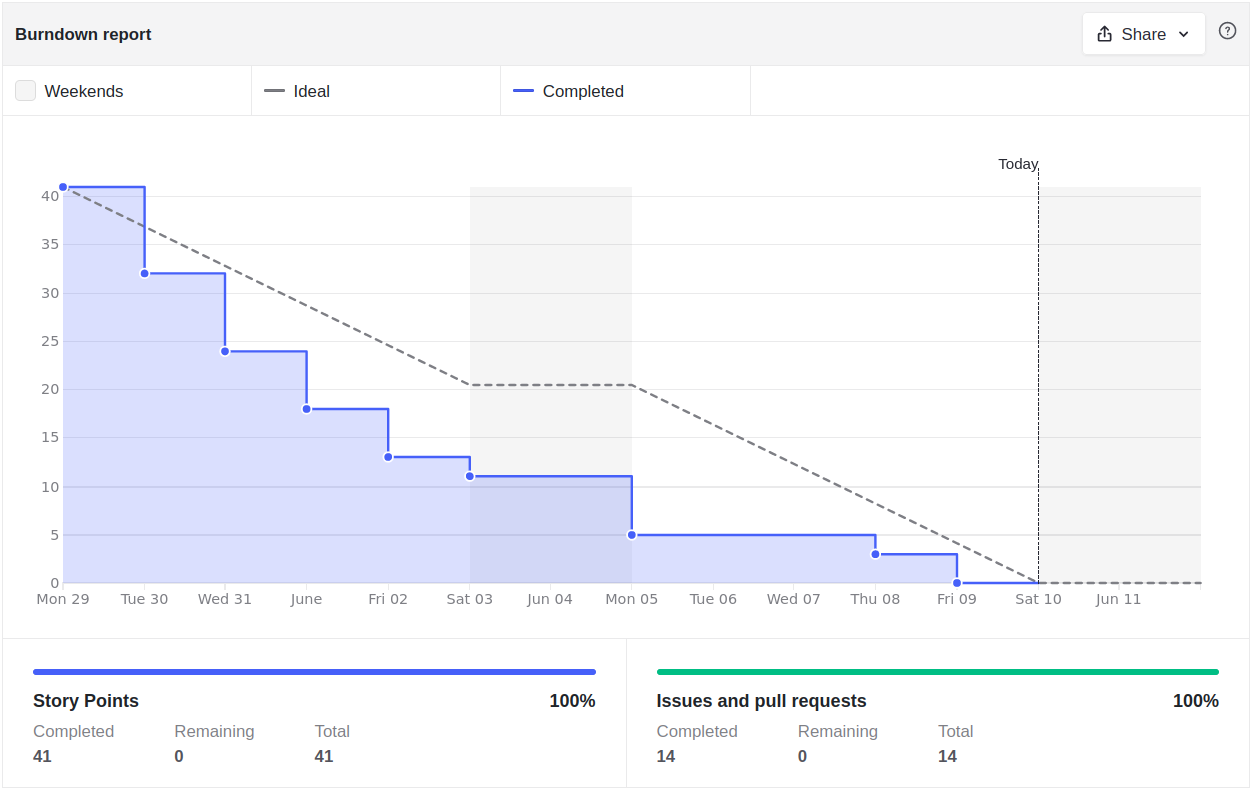 Burndown report
Share
?
Weekends
Ideal
Completed
Today
40
35
30
25
20
15
10
5
0
Mon 29 Tue 30 Wed 31 June Fri 02 Sat 03 Jun 04 Mon 05 Tue 06 Wed 07 Thu 08 Fri 09 Sat 10 Jun 11
Story Points 100%
Completed Remaining Total
41 0 41
Issues and pull requests 100%
Completed Remaining Total
14 0 14